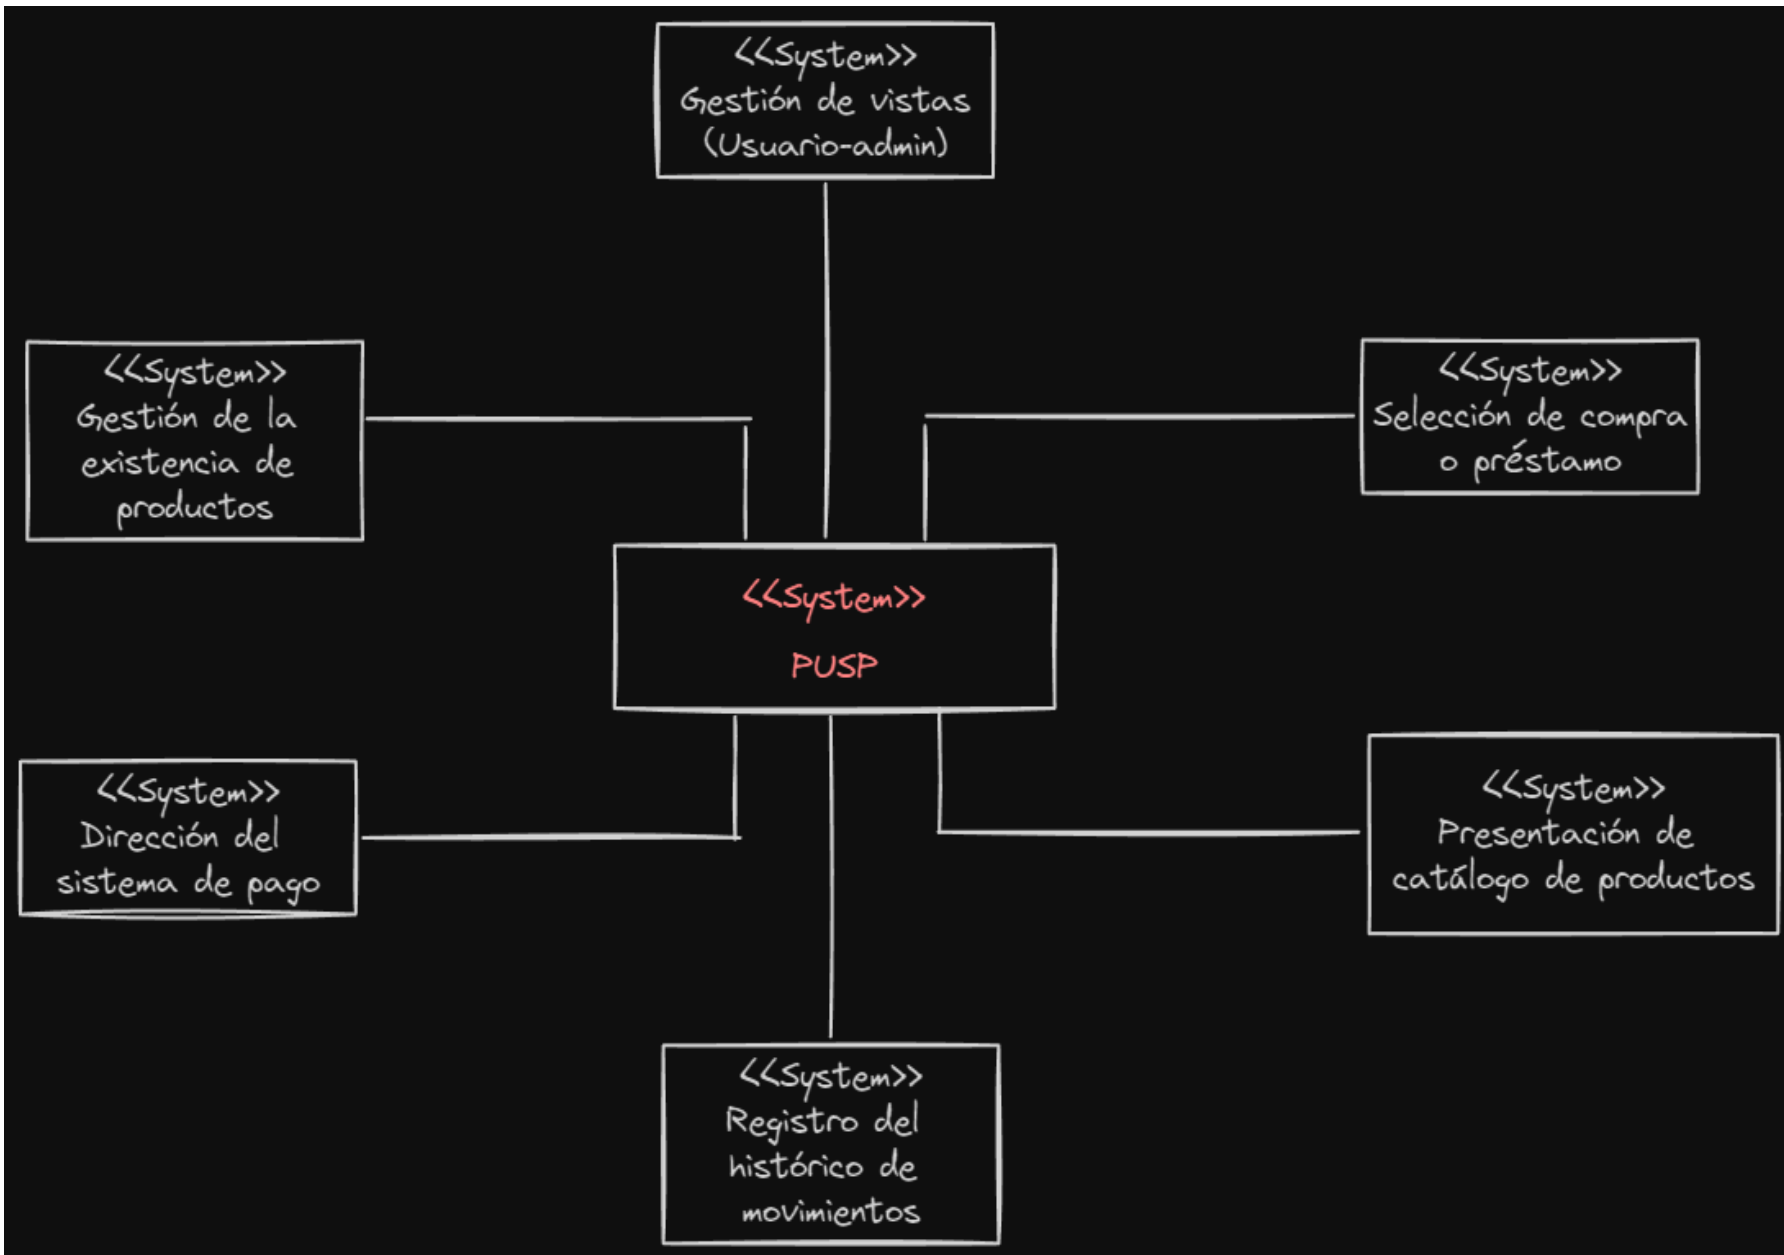 <<System>>
Gestión de vistas
(Usuario-admin)
<<System>>
Gestión de la
existencia de
productos
<<System>>
Selección de compra
o préstamo
<<System>>
PUSP
<<System>>
Dirección del
sistema de pago
<<System>>
Presentación de
catálogo de productos
<<System>>
Registro del
histórico de
movimientos